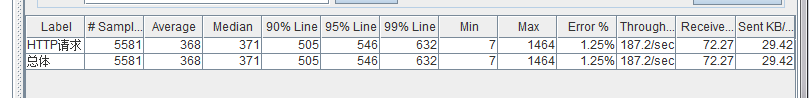 Label # Sampl... Average Median 90% Line 95% Line 99% Line Min Max Error % Through... Receive... Sent KB/...
HTTP请求 5581 368 371 505 546 632 7 1464 1.25% 187.2/sec 72.27 29.42
总体 5581 368 371 505 546 632 7 1464 1.25% 187.2/sec 72.27 29.42